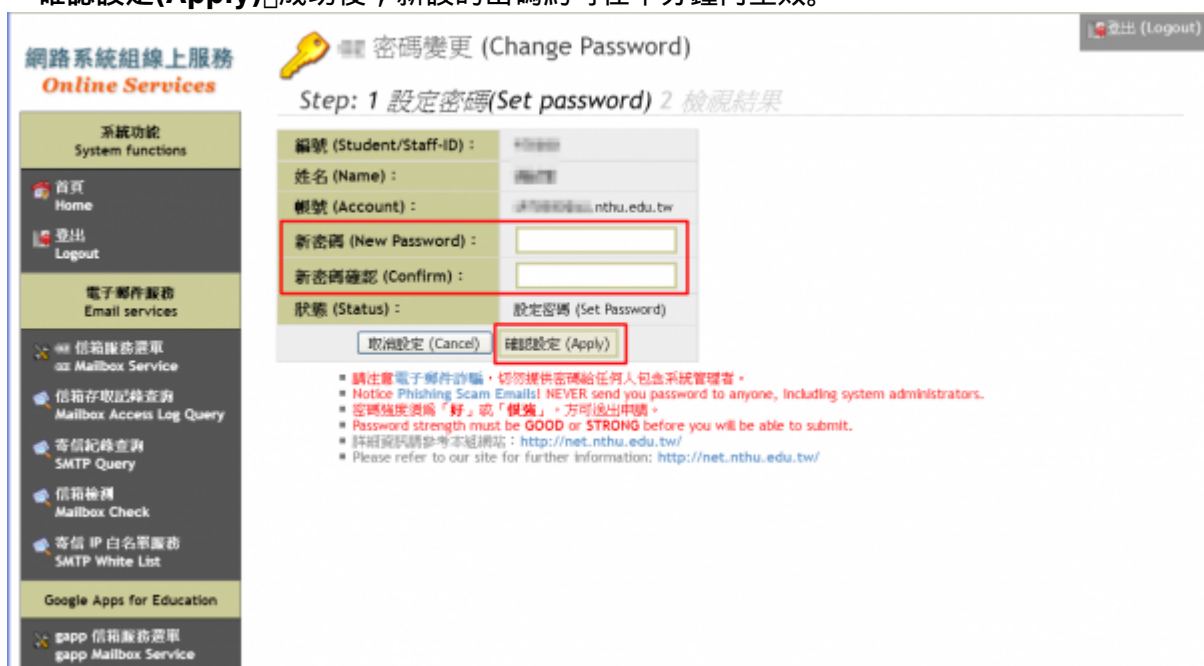 確認設定(Apply)□成功後，新設的密碼約可在十分鐘內生效。
網路系統組線上服務
Online Services
系統功能
System functions
首頁
Home
登出
Logout
電子郵件服務
Email services
信箱服務選單
Mailbox Service
信箱存取記錄查詢
Mailbox Access Log Query
寄信紀錄查詢
SMTP Query
信箱檢測
Mailbox Check
寄信 IP 白名單服務
SMTP White List
Google Apps for Education
gapp 信箱服務選單
gapp Mailbox Service
登出 (Logout)
密碼變更 (Change Password)
Step: 1 設定密碼(Set password) 2 檢視結果
編號 (Student/Staff-ID)：
姓名 (Name)：
帳號 (Account)： nthu.edu.tw
新密碼 (New Password)：
新密碼確認 (Confirm)：
狀態 (Status)： 設定密碼 (Set Password)
取消設定 (Cancel) 確認設定 (Apply)
請注意電子郵件詐騙，切勿提供密碼給任何人包含系統管理者。
Notice Phishing Scam Emails! NEVER send you password to anyone, including system administrators.
密碼強度須為「好」或「很強」，方可送出申請。
Password strength must be GOOD or STRONG before you will be able to submit.
詳細資訊請參考本組網站：http://net.nthu.edu.tw/
Please refer to our site for further information: http://net.nthu.edu.tw/